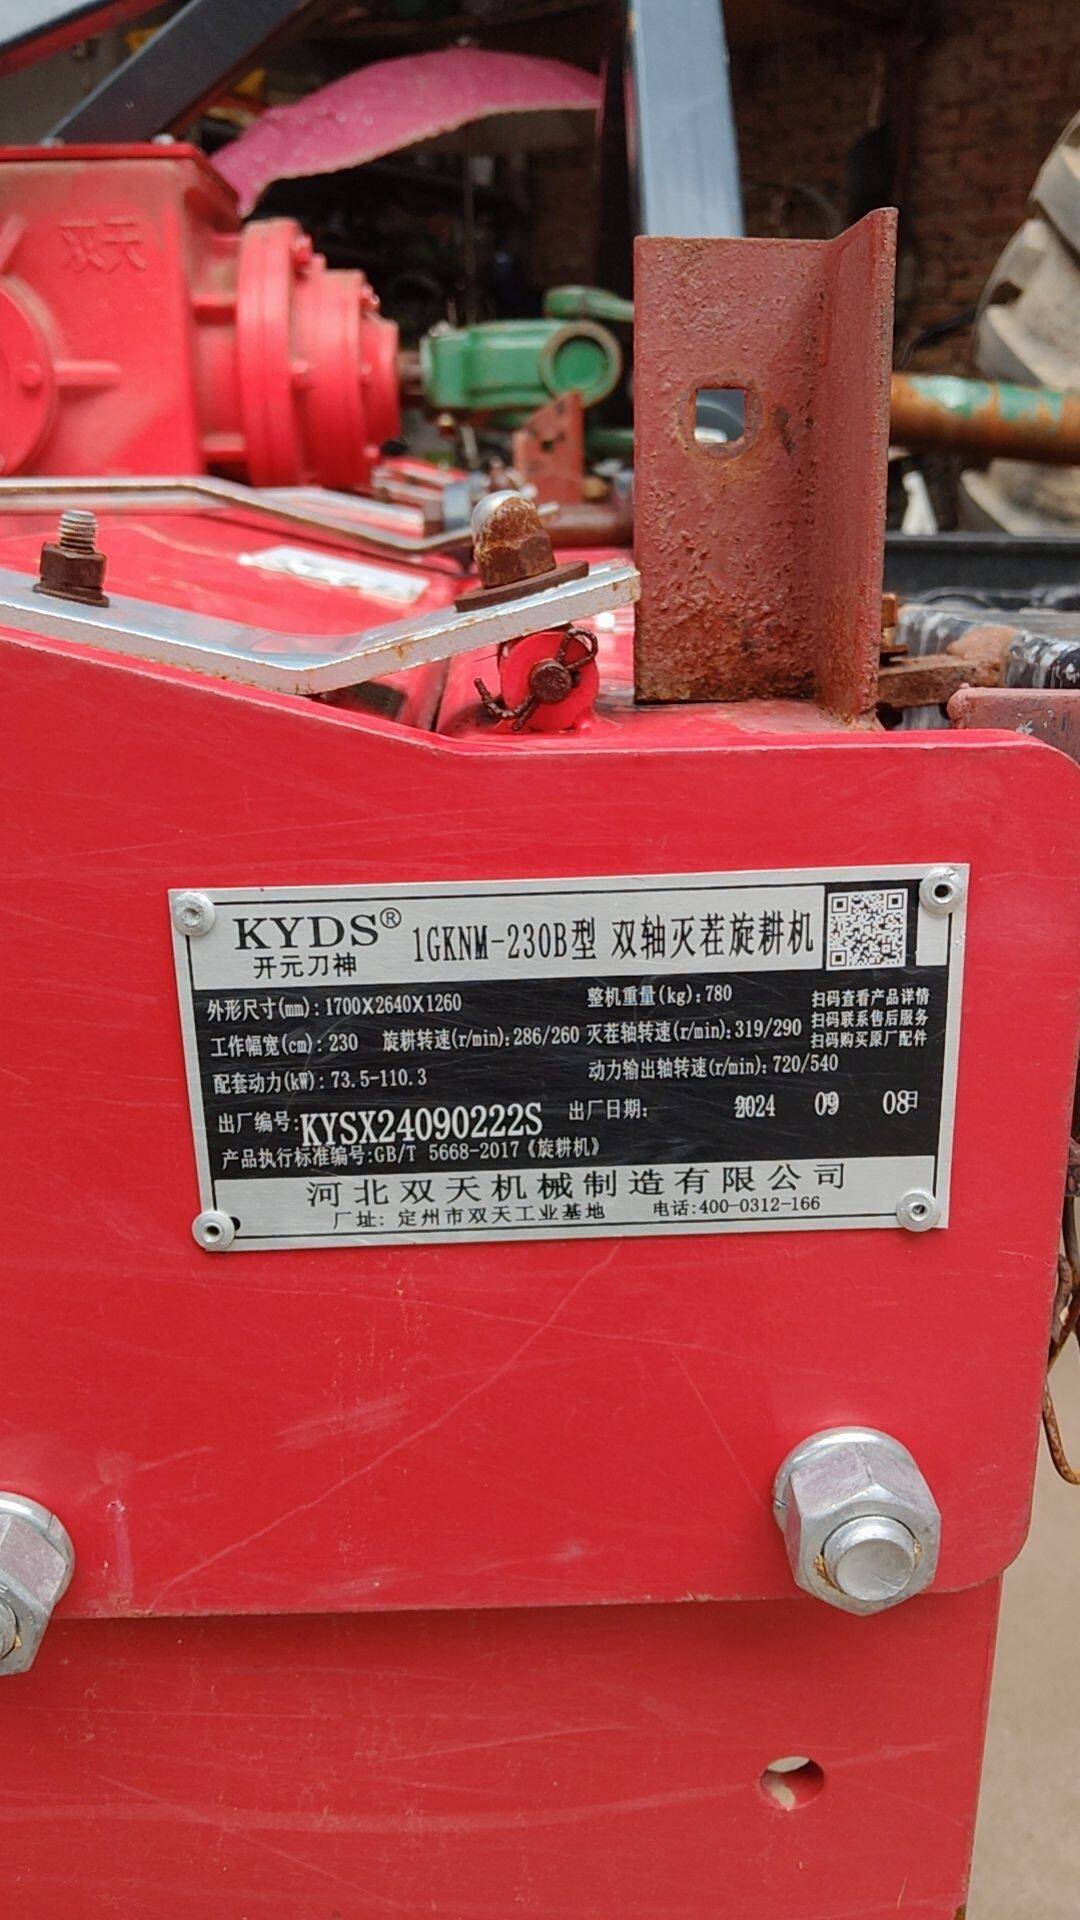 双天
KYDS®
开元刀神
1GKNM-230B型 双轴灭茬旋耕机
外形尺寸(mm):1700X2640X1260
整机重量(kg):780
扫码查看产品详情
扫码联系售后服务
扫码购买原厂配件
工作幅宽(cm):230 旋耕转速(r/min):286/260 灭茬轴转速(r/min):319/290
配套动力(kW):73.5-110.3
动力输出轴转速(r/min):720/540
出厂编号:KYSX24090222S 出厂日期: 2024 09 08日
产品执行标准编号:GB/T 5668-2017《旋耕机》
河北双天机械制造有限公司
厂址:定州市双天工业基地 电话:400-0312-166